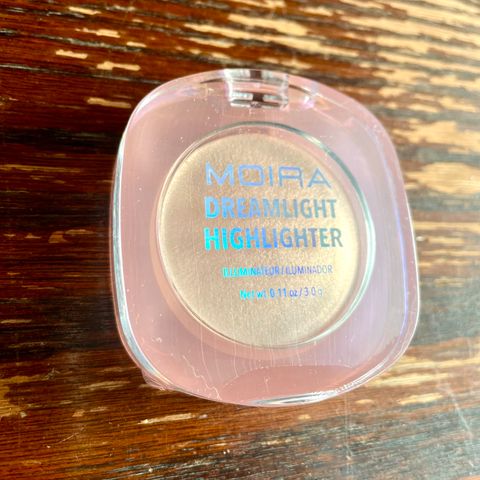 MOIRA
DREAMLIGHT
HIGHLIGHTER
ILLUMINATEUR/ILUMINADOR
Net wt. 0.11 oz / 3.0 g